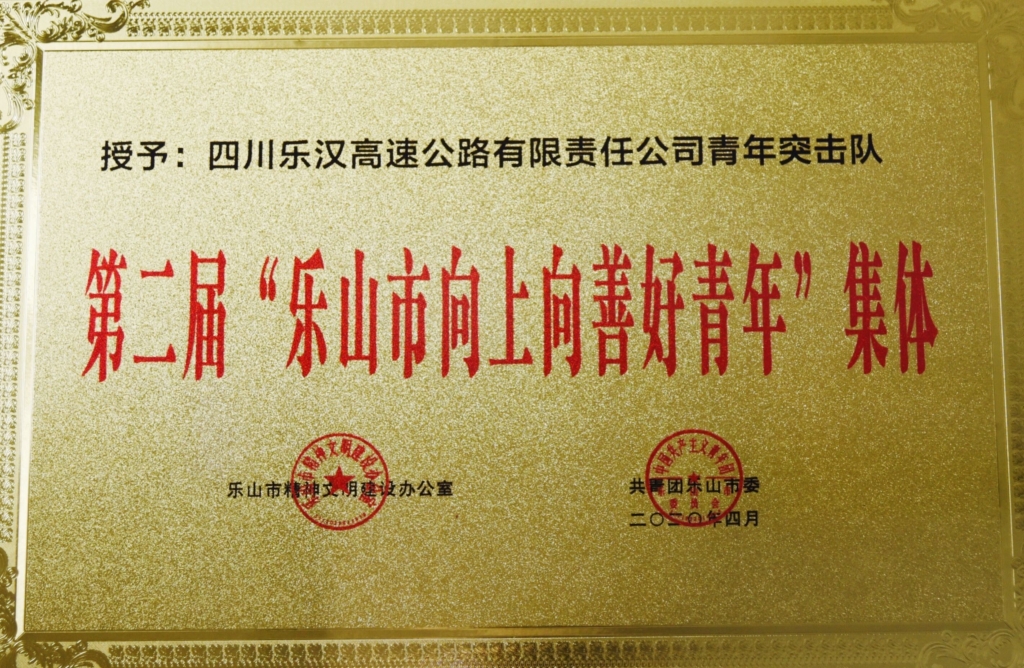 授予：四川乐汉高速公路有限责任公司青年突击队
第二届“乐山市向上向善好青年”集体
乐山市精神文明建设办公室
共青团乐山市委
二〇二〇年四月